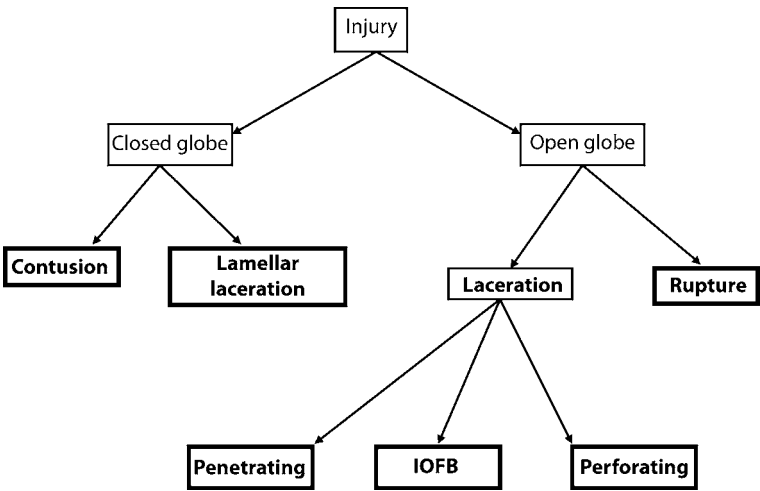 Injury
Closed globe
Open globe
Contusion
Lamellar
laceration
Laceration
Rupture
Penetrating
IOFB
Perforating